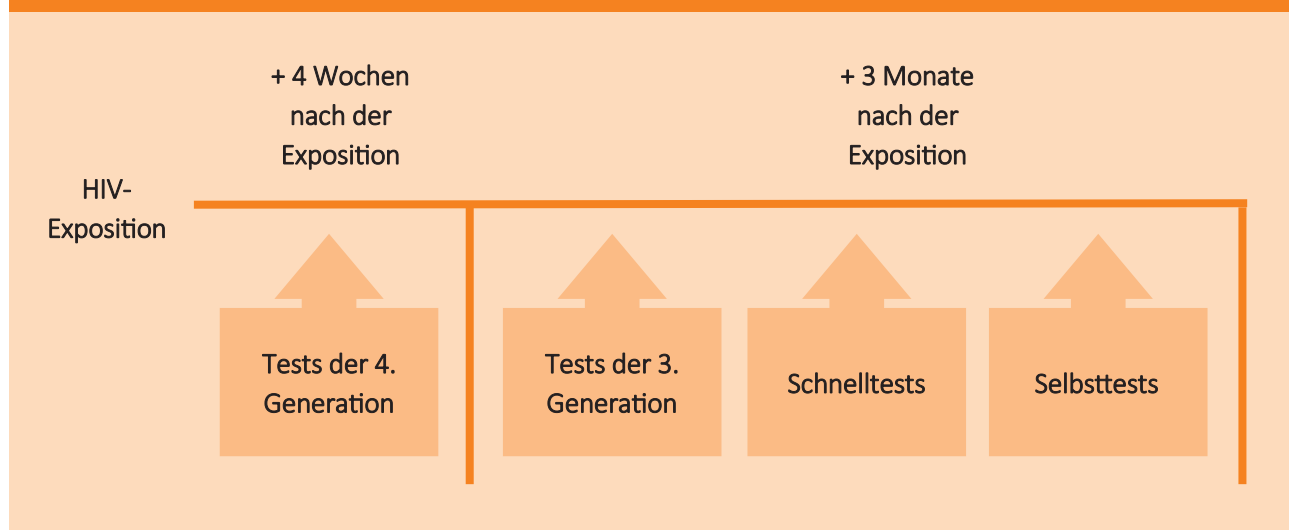 + 4 Wochen
nach der
Exposition
+ 3 Monate
nach der
Exposition
HIV-
Exposition
Tests der 4.
Generation
Tests der 3.
Generation
Schnelltests
Selbsttests